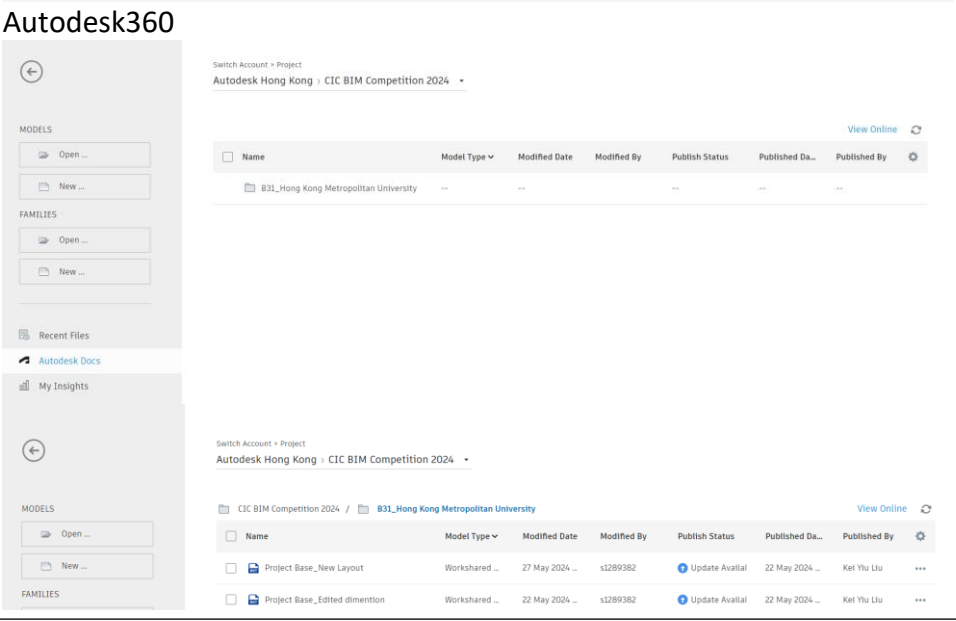 Autodesk360
Switch Account > Project
Autodesk Hong Kong › CIC BIM Competition 2024
MODELS
View Online
Open ...
Name Model Type Modified Date Modified By Publish Status Published Da... Published By
New ...
B31_Hong Kong Metropolitan University -- -- -- -- --
FAMILIES
Open ...
New ...
Recent Files
Autodesk Docs
My Insights
Switch Account > Project
Autodesk Hong Kong › CIC BIM Competition 2024
MODELS
CIC BIM Competition 2024 / B31_Hong Kong Metropolitan University View Online
Open ...
Name Model Type Modified Date Modified By Publish Status Published Da... Published By
New ...
Project Base_New Layout Workshared ... 27 May 2024 ... s1289382 Update Availal 22 May 2024 ... Kei Yiu Liu
FAMILIES
Project Base_Edited dimention Workshared ... 22 May 2024 ... s1289382 Update Availal 22 May 2024 ... Kei Yiu Liu